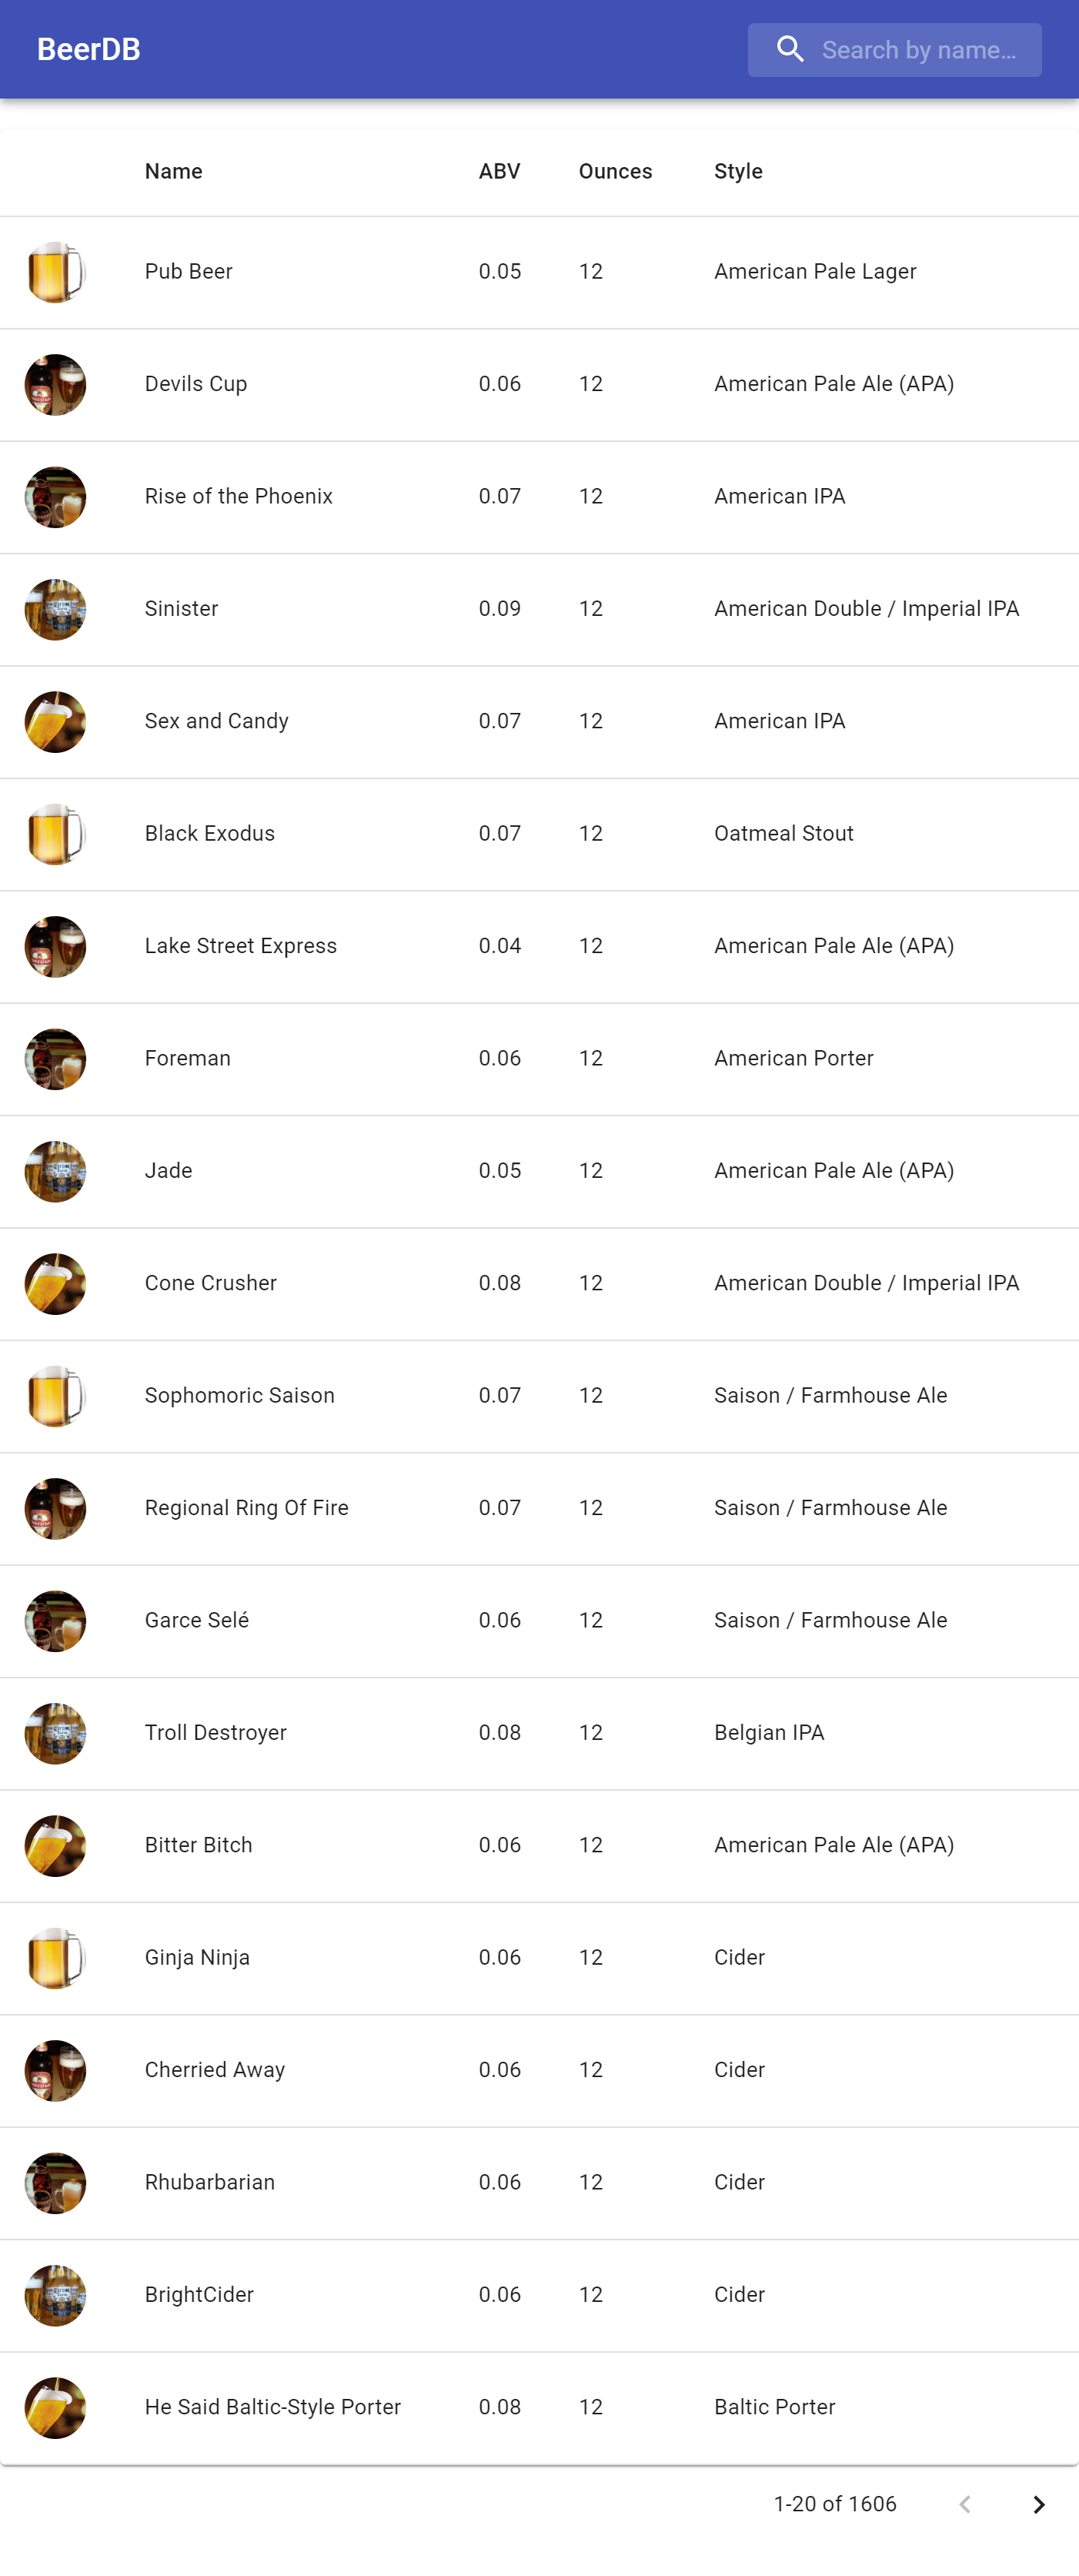 BeerDB Search by name...
Name ABV Ounces Style
Pub Beer 0.05 12 American Pale Lager
Devils Cup 0.06 12 American Pale Ale (APA)
Rise of the Phoenix 0.07 12 American IPA
Sinister 0.09 12 American Double / Imperial IPA
Sex and Candy 0.07 12 American IPA
Black Exodus 0.07 12 Oatmeal Stout
Lake Street Express 0.04 12 American Pale Ale (APA)
Foreman 0.06 12 American Porter
Jade 0.05 12 American Pale Ale (APA)
Cone Crusher 0.08 12 American Double / Imperial IPA
Sophomoric Saison 0.07 12 Saison / Farmhouse Ale
Regional Ring Of Fire 0.07 12 Saison / Farmhouse Ale
Garce Selé 0.06 12 Saison / Farmhouse Ale
Troll Destroyer 0.08 12 Belgian IPA
Bitter Bitch 0.06 12 American Pale Ale (APA)
Ginja Ninja 0.06 12 Cider
Cherried Away 0.06 12 Cider
Rhubarbarian 0.06 12 Cider
BrightCider 0.06 12 Cider
He Said Baltic-Style Porter 0.08 12 Baltic Porter
1-20 of 1606